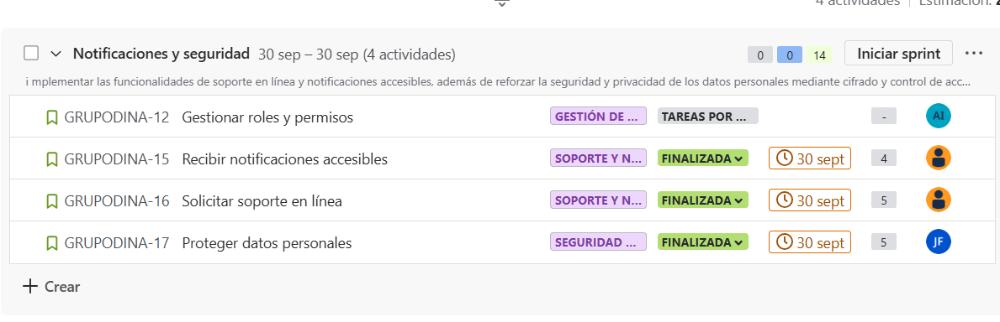 4 actividades Estimación:
Notificaciones y seguridad 30 sep – 30 sep (4 actividades) 0 0 14 Iniciar sprint
i mplementar las funcionalidades de soporte en línea y notificaciones accesibles, además de reforzar la seguridad y privacidad de los datos personales mediante cifrado y control de acc...
GRUPODINA-12 Gestionar roles y permisos GESTIÓN DE ... TAREAS POR ... - AI
GRUPODINA-15 Recibir notificaciones accesibles SOPORTE Y N... FINALIZADA 30 sept 4
GRUPODINA-16 Solicitar soporte en línea SOPORTE Y N... FINALIZADA 30 sept 5
GRUPODINA-17 Proteger datos personales SEGURIDAD ... FINALIZADA 30 sept 5 JF
Crear